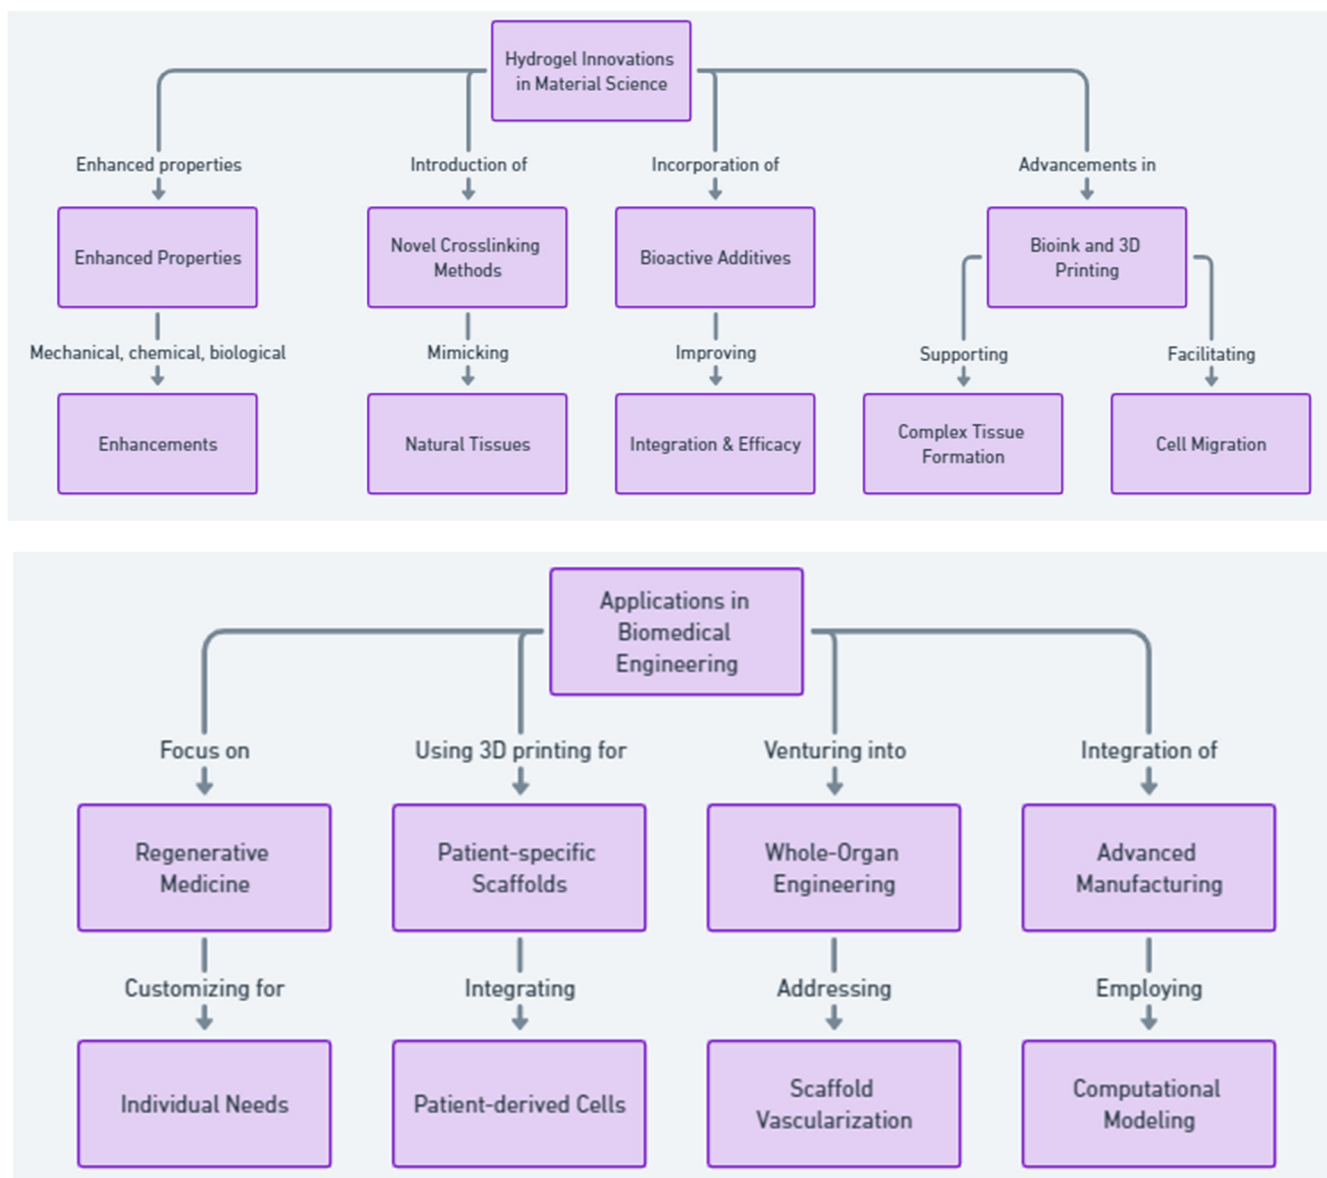 Hydrogel Innovations
in Material Science
Enhanced properties
Introduction of
Incorporation of
Advancements in
Enhanced Properties
Novel Crosslinking
Methods
Bioactive Additives
Bioink and 3D
Printing
Mechanical, chemical, biological
Mimicking
Improving
Supporting
Facilitating
Enhancements
Natural Tissues
Integration & Efficacy
Complex Tissue
Formation
Cell Migration
Applications in
Biomedical
Engineering
Focus on
Using 3D printing for
Venturing into
Integration of
Regenerative
Medicine
Patient-specific
Scaffolds
Whole-Organ
Engineering
Advanced
Manufacturing
Customizing for
Integrating
Addressing
Employing
Individual Needs
Patient-derived Cells
Scaffold
Vascularization
Computational
Modeling